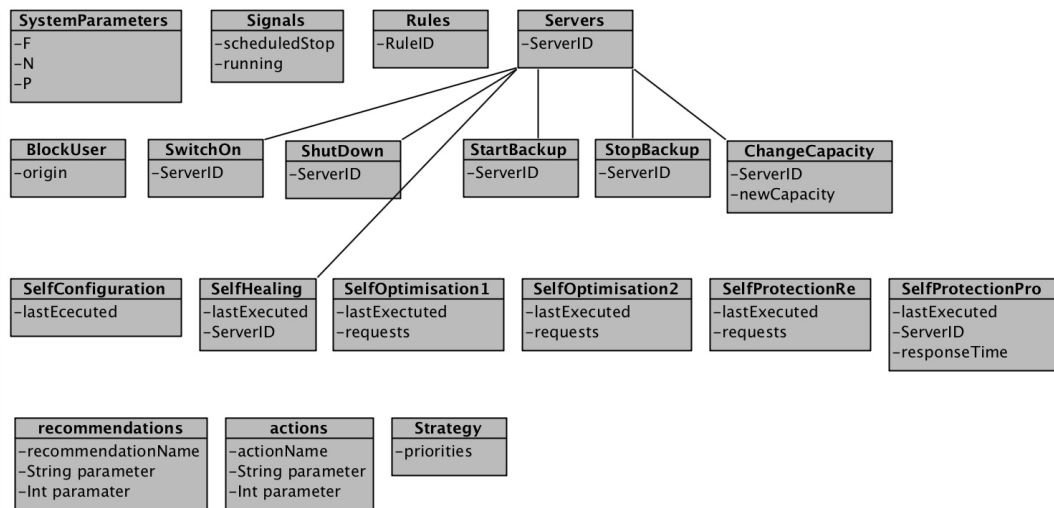 SystemParameters
-F
-N
-P
Signals
-scheduledStop
-running
Rules
-RuleID
Servers
-ServerID
BlockUser
-origin
SwitchOn
-ServerID
ShutDown
-ServerID
StartBackup
-ServerID
StopBackup
-ServerID
ChangeCapacity
-ServerID
-newCapacity
SelfConfiguration
-lastEcecuted
SelfHealing
-lastExecuted
-ServerID
SelfOptimisation1
-lastExectuted
-requests
SelfOptimisation2
-lastExecuted
-requests
SelfProtectionRe
-lastExecuted
-requests
SelfProtectionPro
-lastExecuted
-ServerID
-responseTime
recommendations
-recommendationName
-String parameter
-Int paramater
actions
-actionName
-String parameter
-Int parameter
Strategy
-priorities